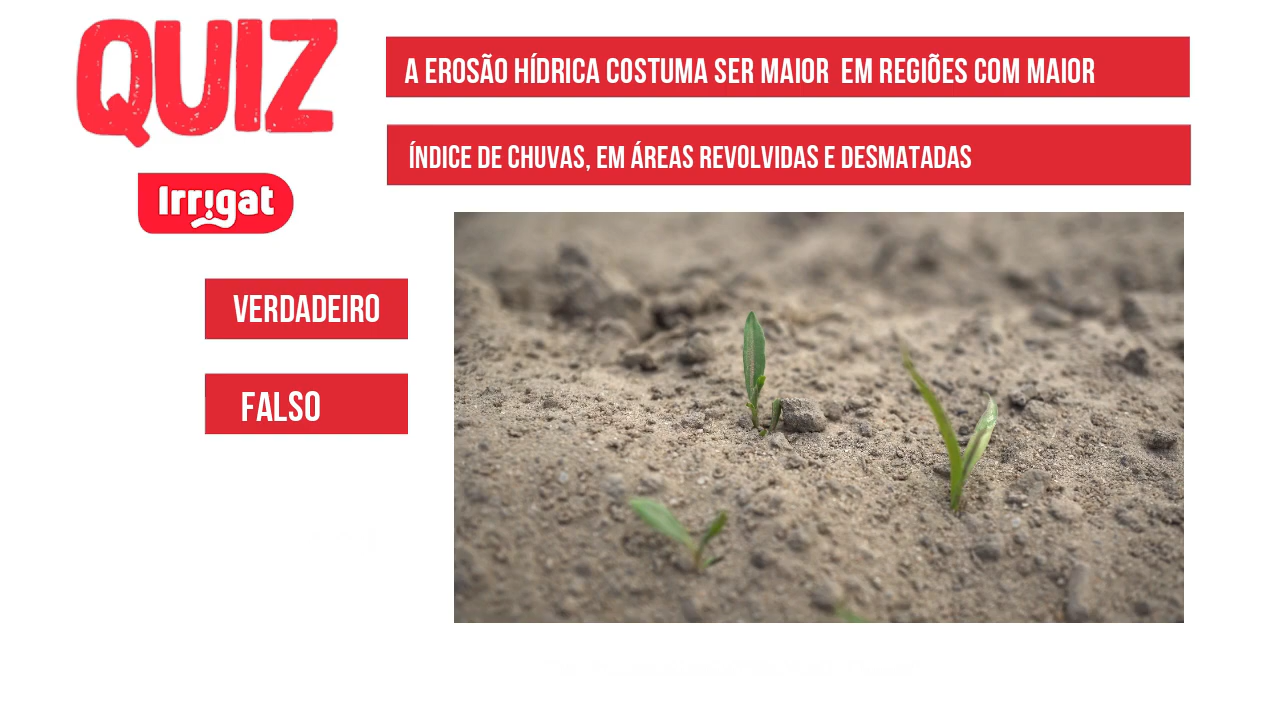 QUIZ
A EROSÃO HÍDRICA COSTUMA SER MAIOR EM REGIÕES COM MAIOR
ÍNDICE DE CHUVAS, EM ÁREAS REVOLVIDAS E DESMATADAS
Irrigat
VERDADEIRO
FALSO